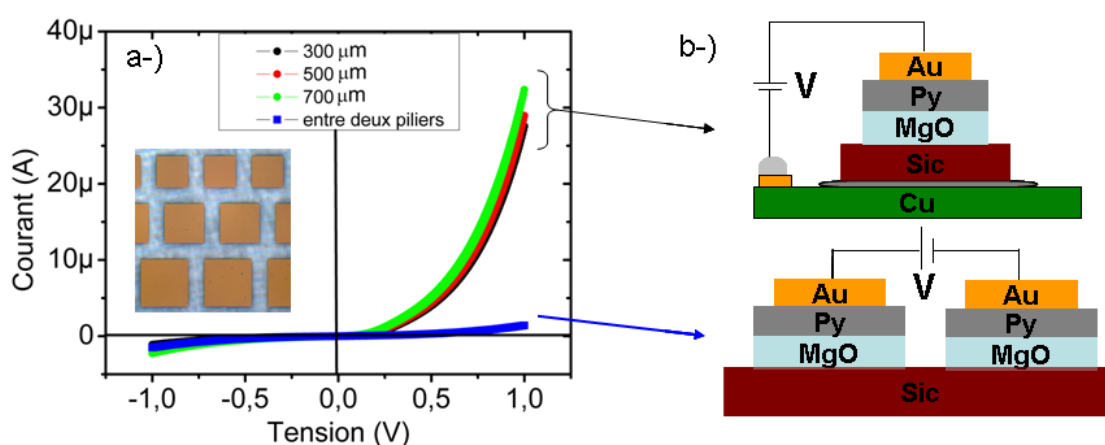 a-)
300 μm
500 μm
700 μm
entre deux piliers
40μ
30μ
20μ
10μ
0
Courant (A)
-1,0 -0,5 0 0,5 1,0
Tension (V)
b-)
V
Au
Py
MgO
Sic
Cu
V
Au Au
Py Py
MgO MgO
Sic